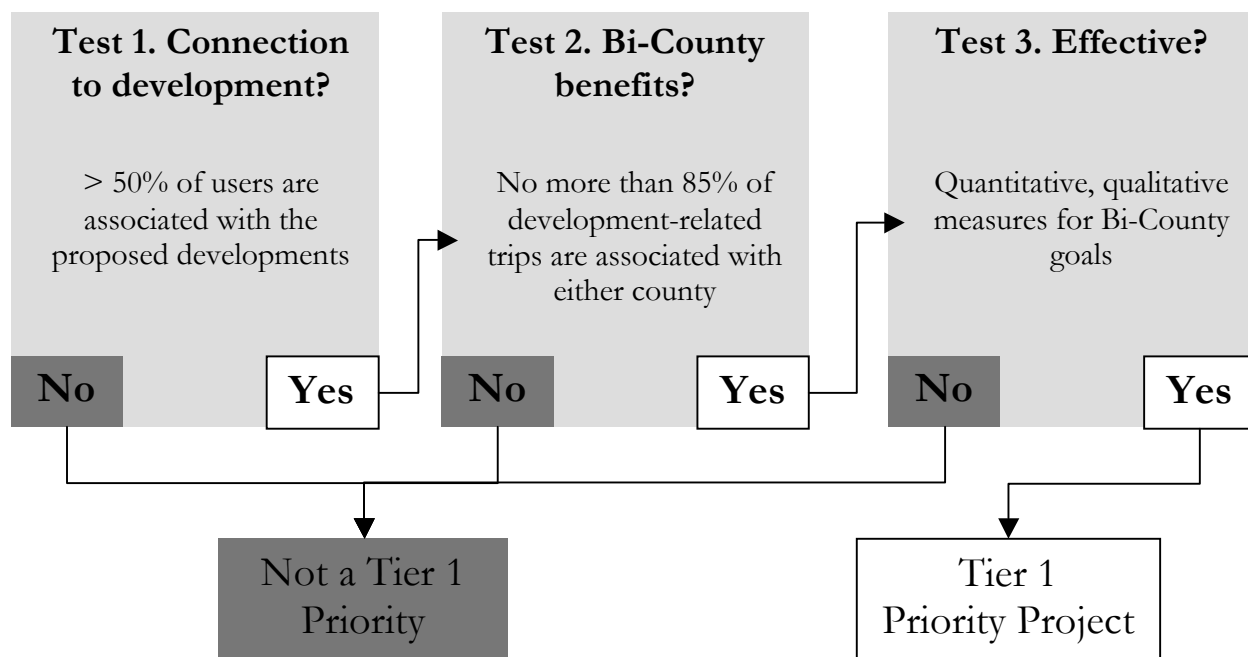 Test 1. Connection
to development?
> 50% of users are
associated with the
proposed developments
No
Yes
Test 2. Bi-County
benefits?
No more than 85% of
development-related
trips are associated with
either county
No
Yes
Test 3. Effective?
Quantitative, qualitative
measures for Bi-County
goals
No
Yes
Not a Tier 1
Priority
Tier 1
Priority Project